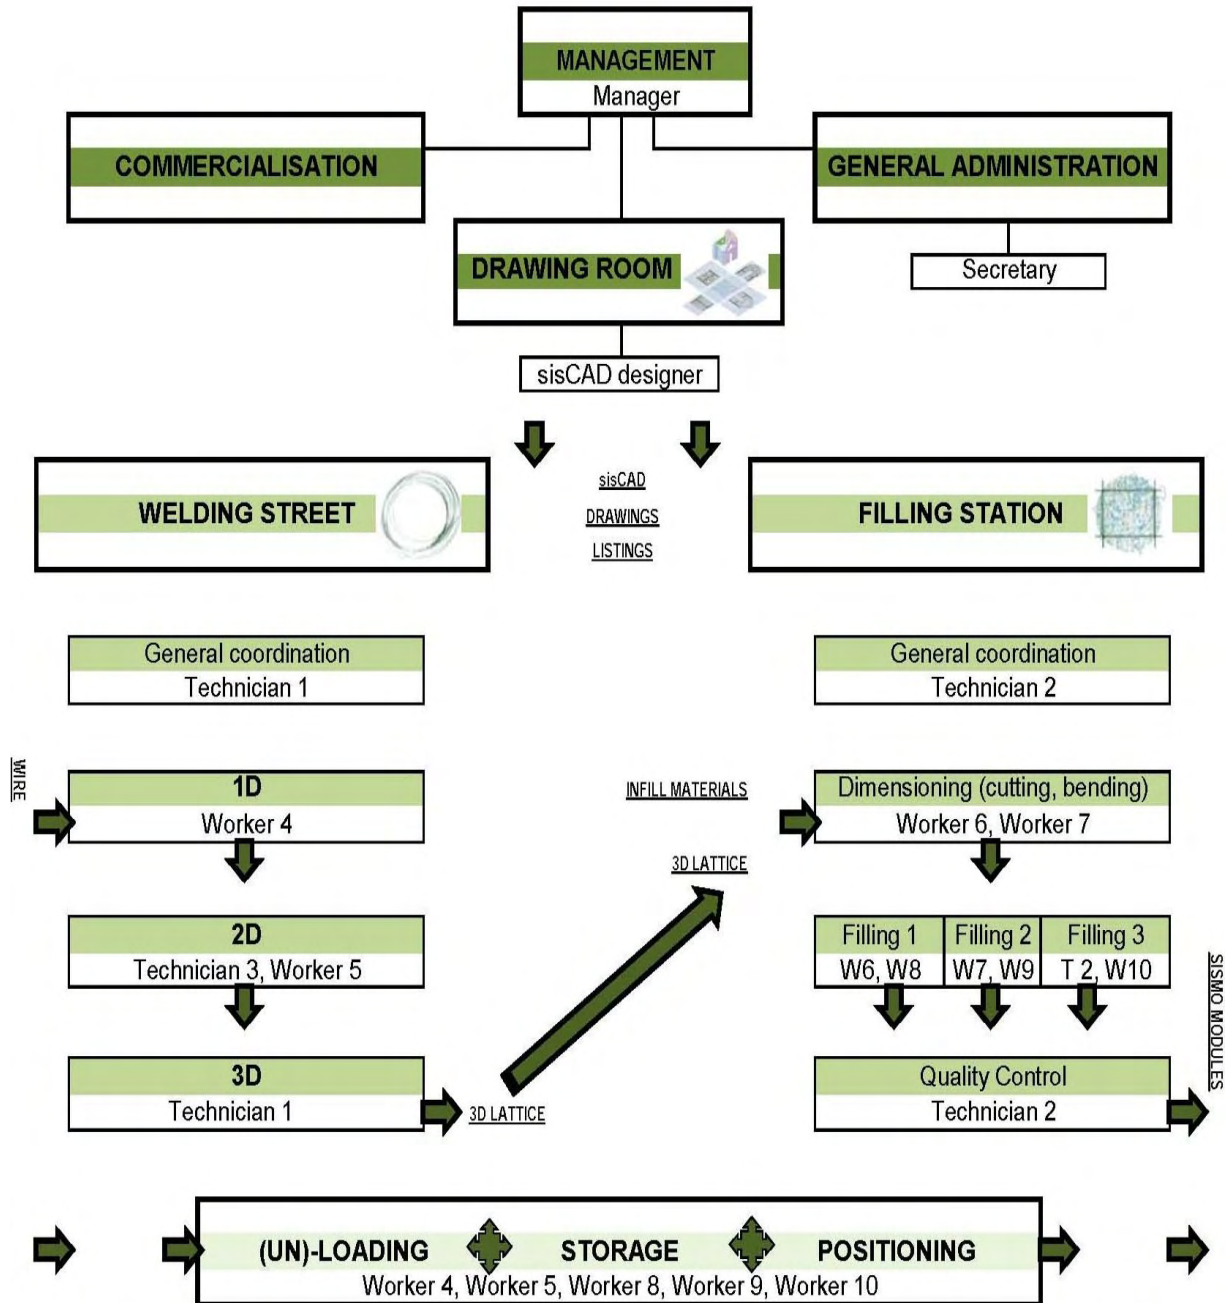 MANAGEMENT
Manager
COMMERCIALISATION
GENERAL ADMINISTRATION
DRAWING ROOM
Secretary
sisCAD designer
WELDING STREET
sisCAD
DRAWINGS
LISTINGS
FILLING STATION
General coordination
Technician 1
General coordination
Technician 2
WIRE
1D
Worker 4
INFILL MATERIALS
Dimensioning (cutting, bending)
Worker 6, Worker 7
3D LATTICE
2D
Technician 3, Worker 5
Filling 1
W6, W8
Filling 2
W7, W9
Filling 3
T 2, W10
SISMO MODULES
3D
Technician 1
3D LATTICE
Quality Control
Technician 2
(UN)-LOADING
STORAGE
POSITIONING
Worker 4, Worker 5, Worker 8, Worker 9, Worker 10